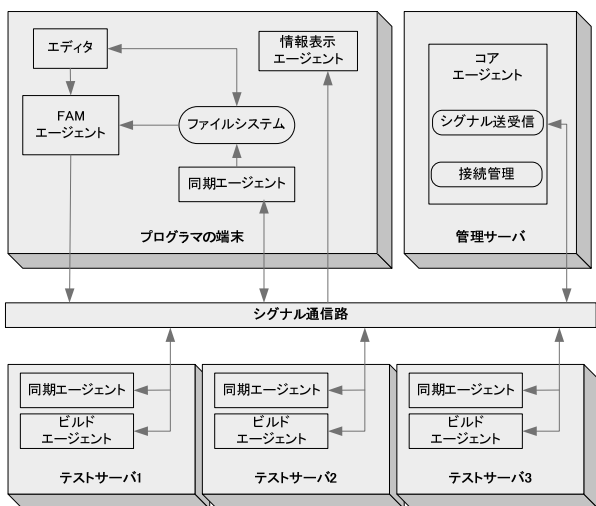 エディタ
情報表示
エージェント
FAM
エージェント
ファイルシステム
同期エージェント
プログラマの端末
コア
エージェント
シグナル送受信
接続管理
管理サーバ
シグナル通信路
同期エージェント
ビルド
エージェント
テストサーバ1
同期エージェント
ビルド
エージェント
テストサーバ2
同期エージェント
ビルド
エージェント
テストサーバ3